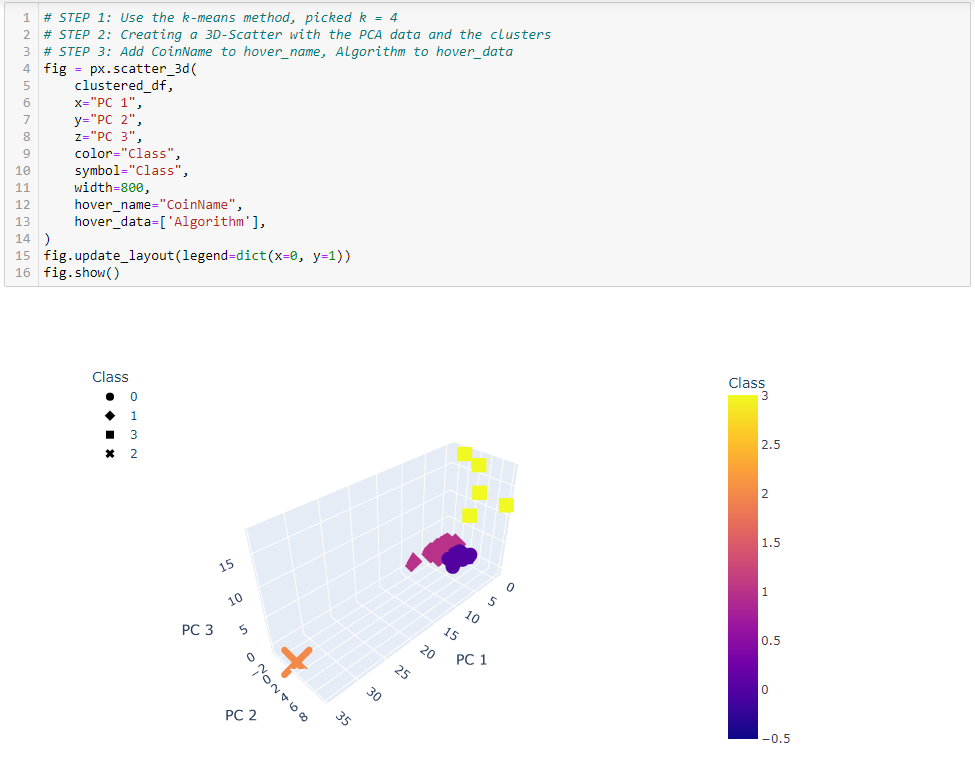 1 # STEP 1: Use the k-means method, picked k = 4
2 # STEP 2: Creating a 3D-Scatter with the PCA data and the clusters
3 # STEP 3: Add CoinName to hover_name, Algorithm to hover_data
4 fig = px.scatter_3d(
5     clustered_df,
6     x="PC 1",
7     y="PC 2",
8     z="PC 3",
9     color="Class",
10     symbol="Class",
11     width=800,
12     hover_name="CoinName",
13     hover_data=['Algorithm'],
14 )
15 fig.update_layout(legend=dict(x=0, y=1))
16 fig.show()
Class
0
1
3
2
15
10
5
0
PC 3
−2
0
2
4
6
8
PC 2
0
5
10
15
20
25
30
35
PC 1
Class
3
2.5
2
1.5
1
0.5
0
−0.5